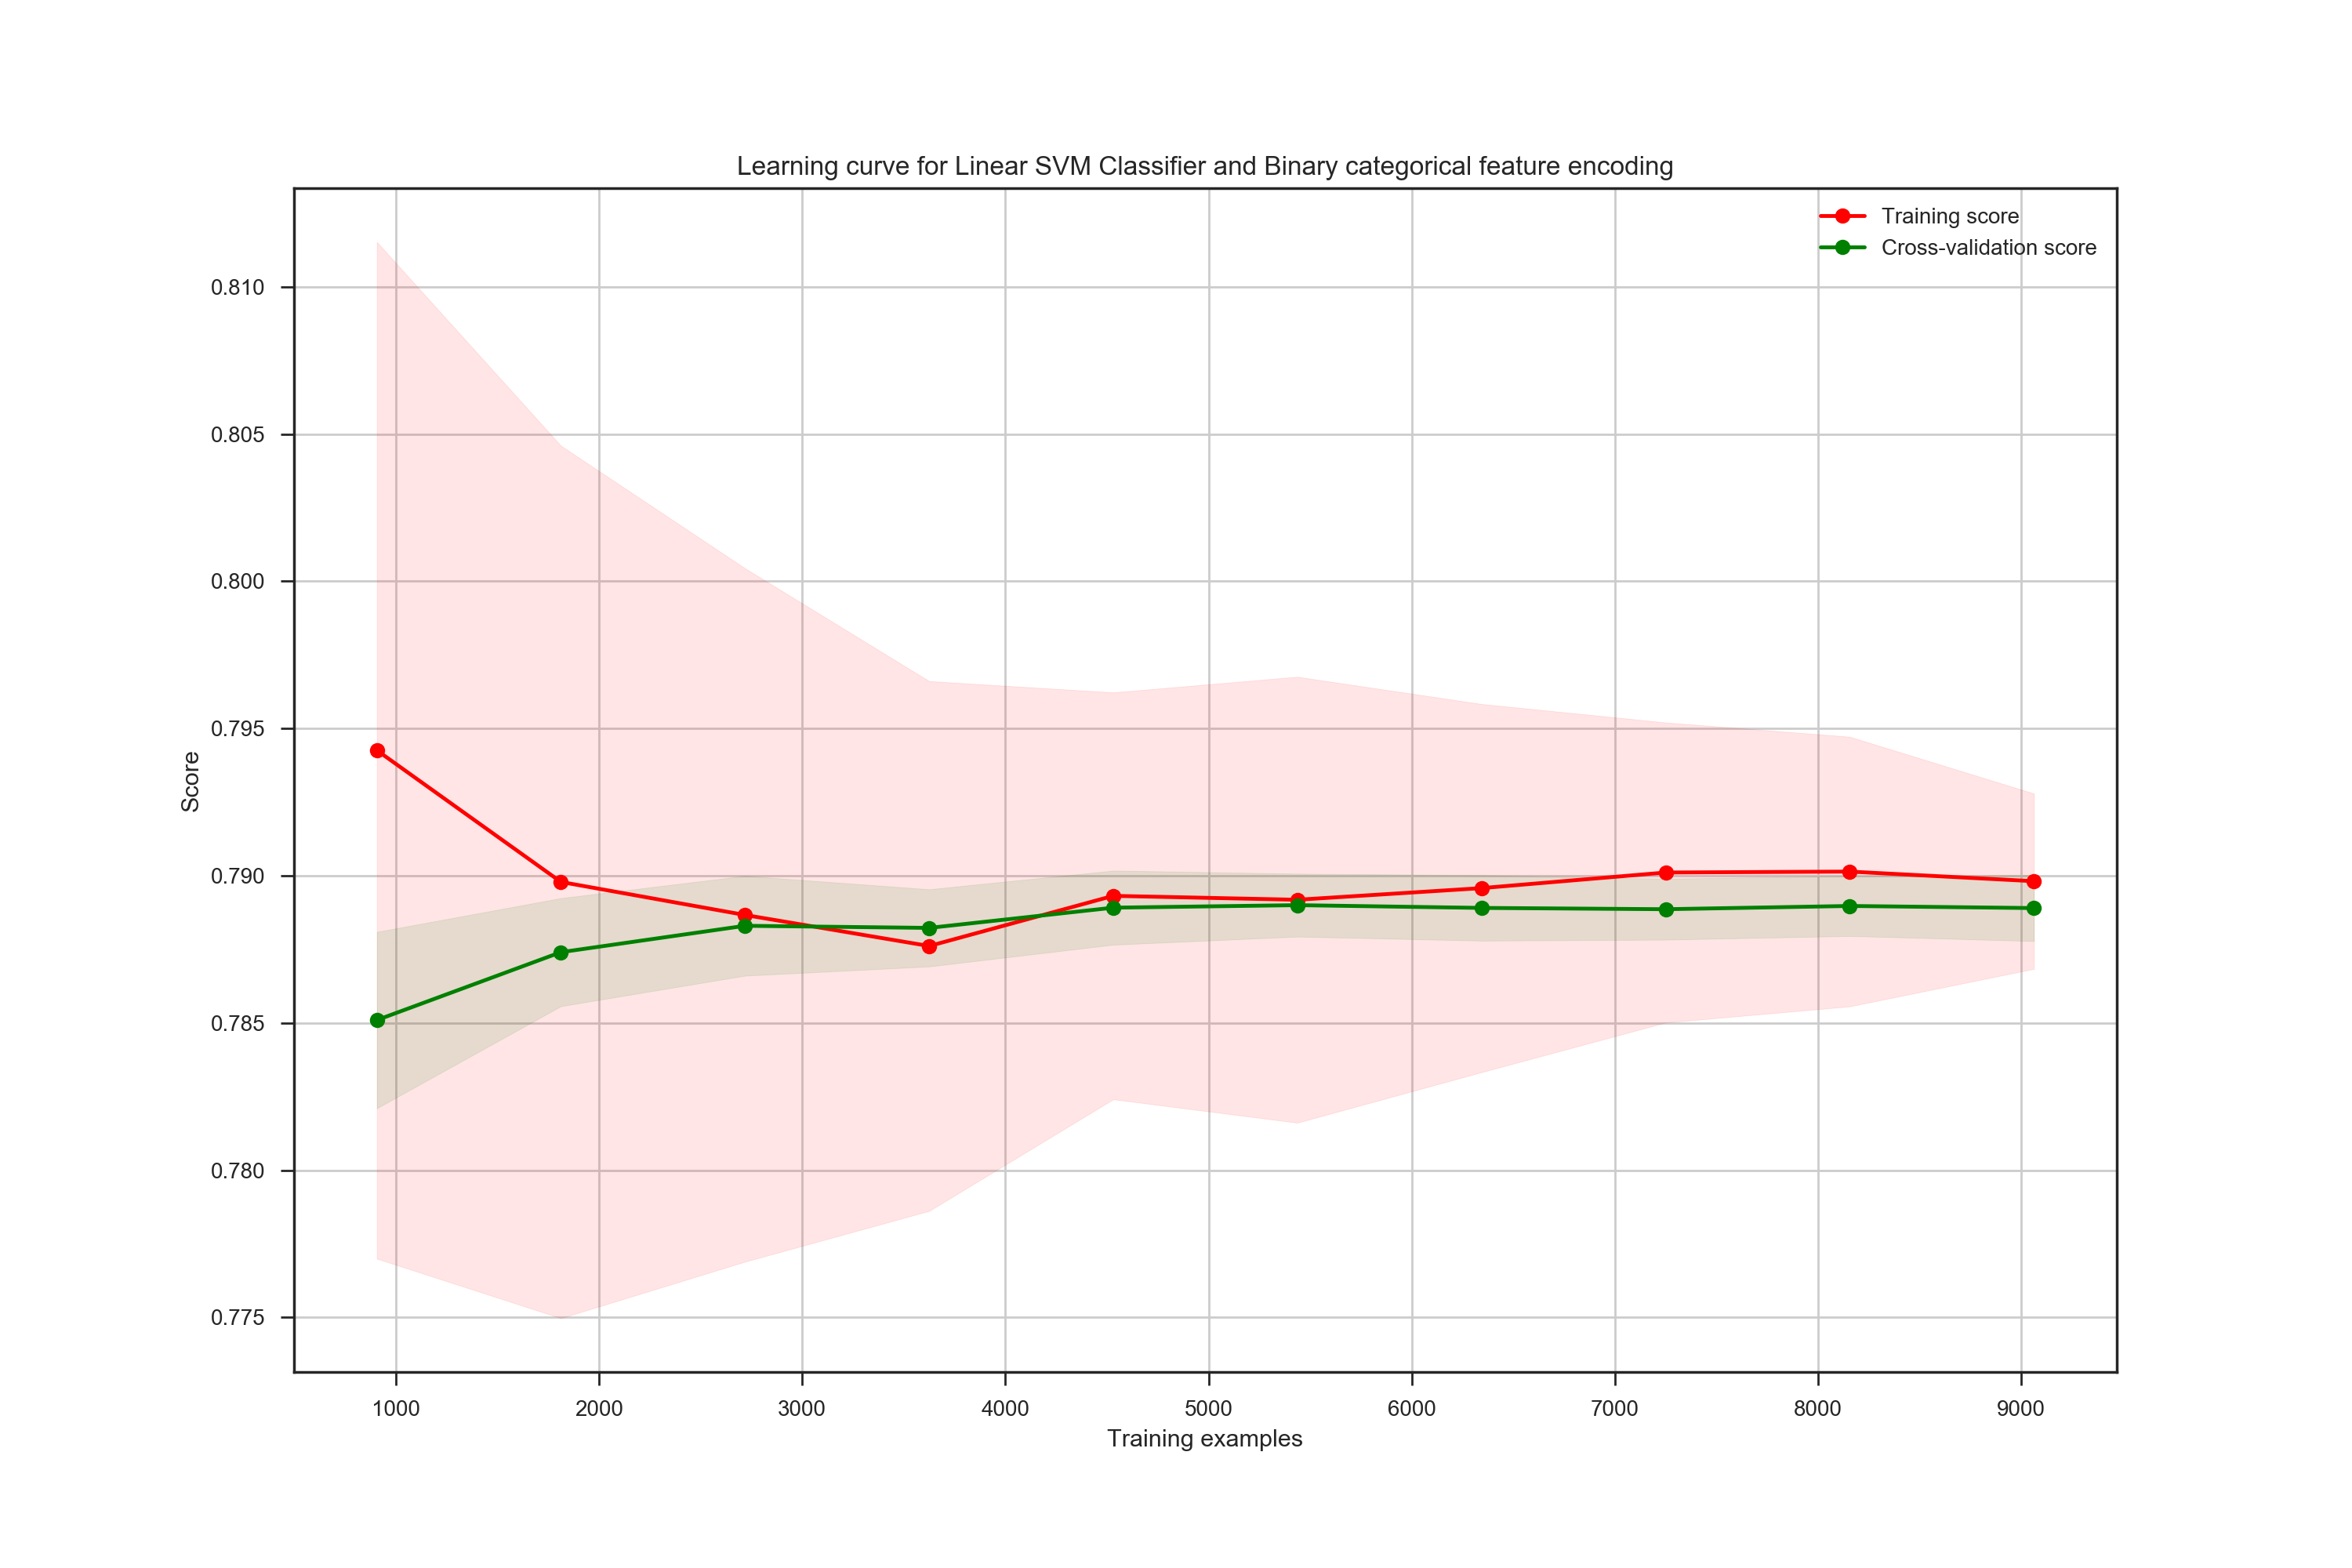 Learning curve for Linear SVM Classifier and Binary categorical feature encoding
Training score
Cross-validation score
0.810
0.805
0.800
0.795
0.790
0.785
0.780
0.775
Score
1000 2000 3000 4000 5000 6000 7000 8000 9000
Training examples